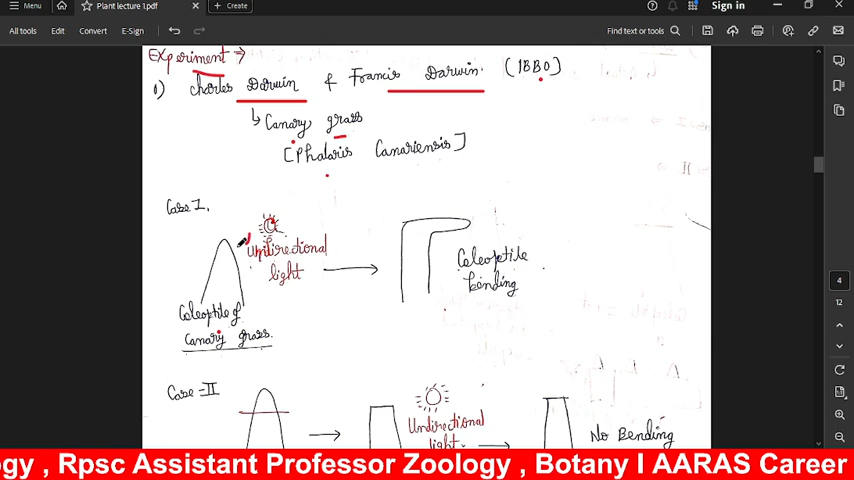 Menu
Plant lecture 1.pdf
+ Create
Sign in
All tools
Edit
Convert
E-Sign
Find text or tools
Experiment →
1) Charles Darwin & Francis Darwin. (1880)
↳ Canary grass
[Phalaris Canariensis]
Case I.
Unidirectional
light
Coleoptile
bending
Coleoptile of
Canary grass.
Case-II
Unidirectional
light
No Bending
4
12
ogy , Rpsc Assistant Professor Zoology , Botany I AARAS Career